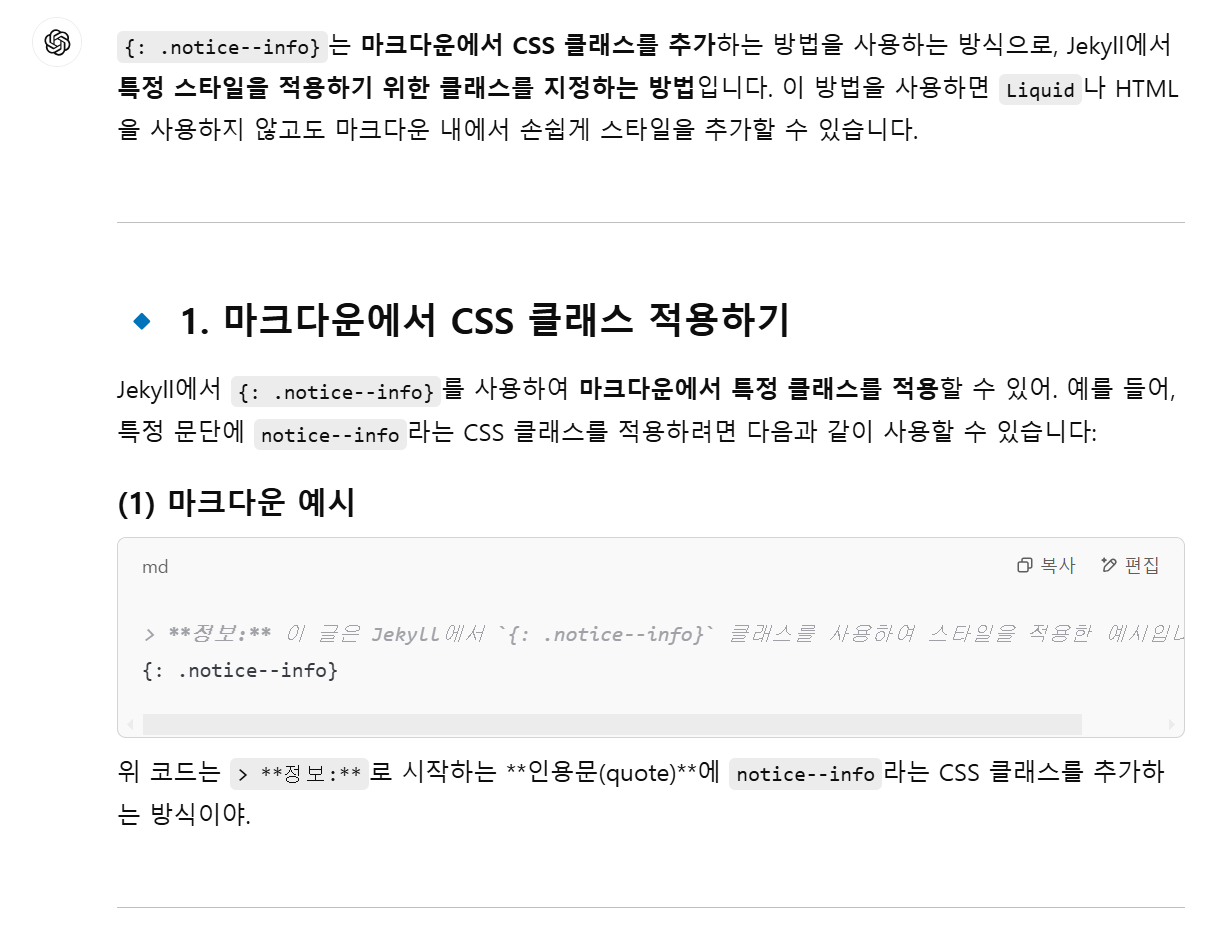 {: .notice--info}는 마크다운에서 CSS 클래스를 추가하는 방법을 사용하는 방식으로, Jekyll에서
특정 스타일을 적용하기 위한 클래스를 지정하는 방법입니다. 이 방법을 사용하면 Liquid나 HTML
을 사용하지 않고도 마크다운 내에서 손쉽게 스타일을 추가할 수 있습니다.
1. 마크다운에서 CSS 클래스 적용하기
Jekyll에서 {: .notice--info}를 사용하여 마크다운에서 특정 클래스를 적용할 수 있어. 예를 들어,
특정 문단에 notice--info라는 CSS 클래스를 적용하려면 다음과 같이 사용할 수 있습니다:
(1) 마크다운 예시
md 복사 편집
> **정보:** 이 글은 Jekyll에서 `{: .notice--info}` 클래스를 사용하여 스타일을 적용한 예시입니
{: .notice--info}
위 코드는 > **정보:**로 시작하는 **인용문(quote)**에 notice--info라는 CSS 클래스를 추가하
는 방식이야.